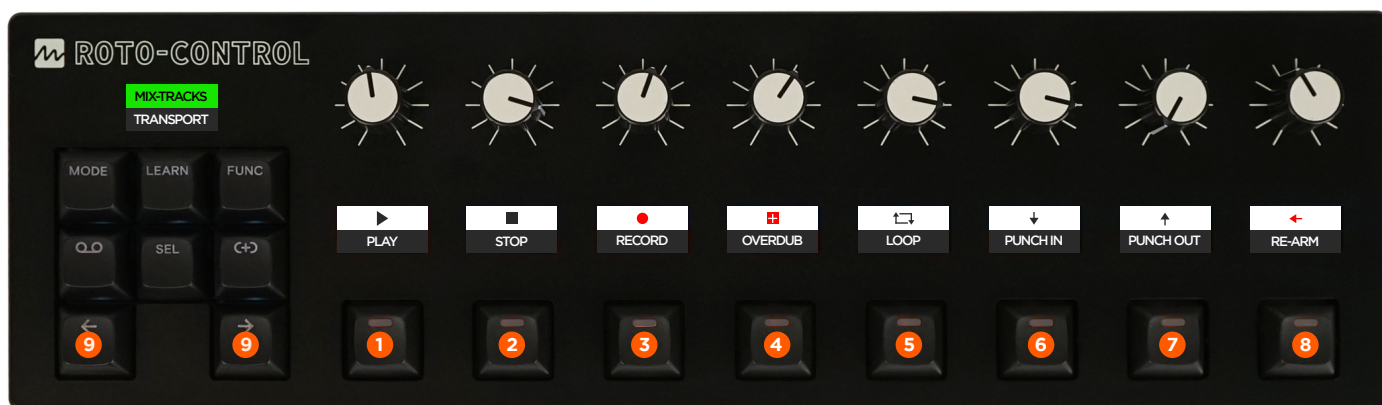 ROTO-CONTROL
MIX-TRACKS
TRANSPORT
MODE LEARN FUNC
SEL
PLAY STOP RECORD OVERDUB LOOP PUNCH IN PUNCH OUT RE-ARM
9 9 1 2 3 4 5 6 7 8